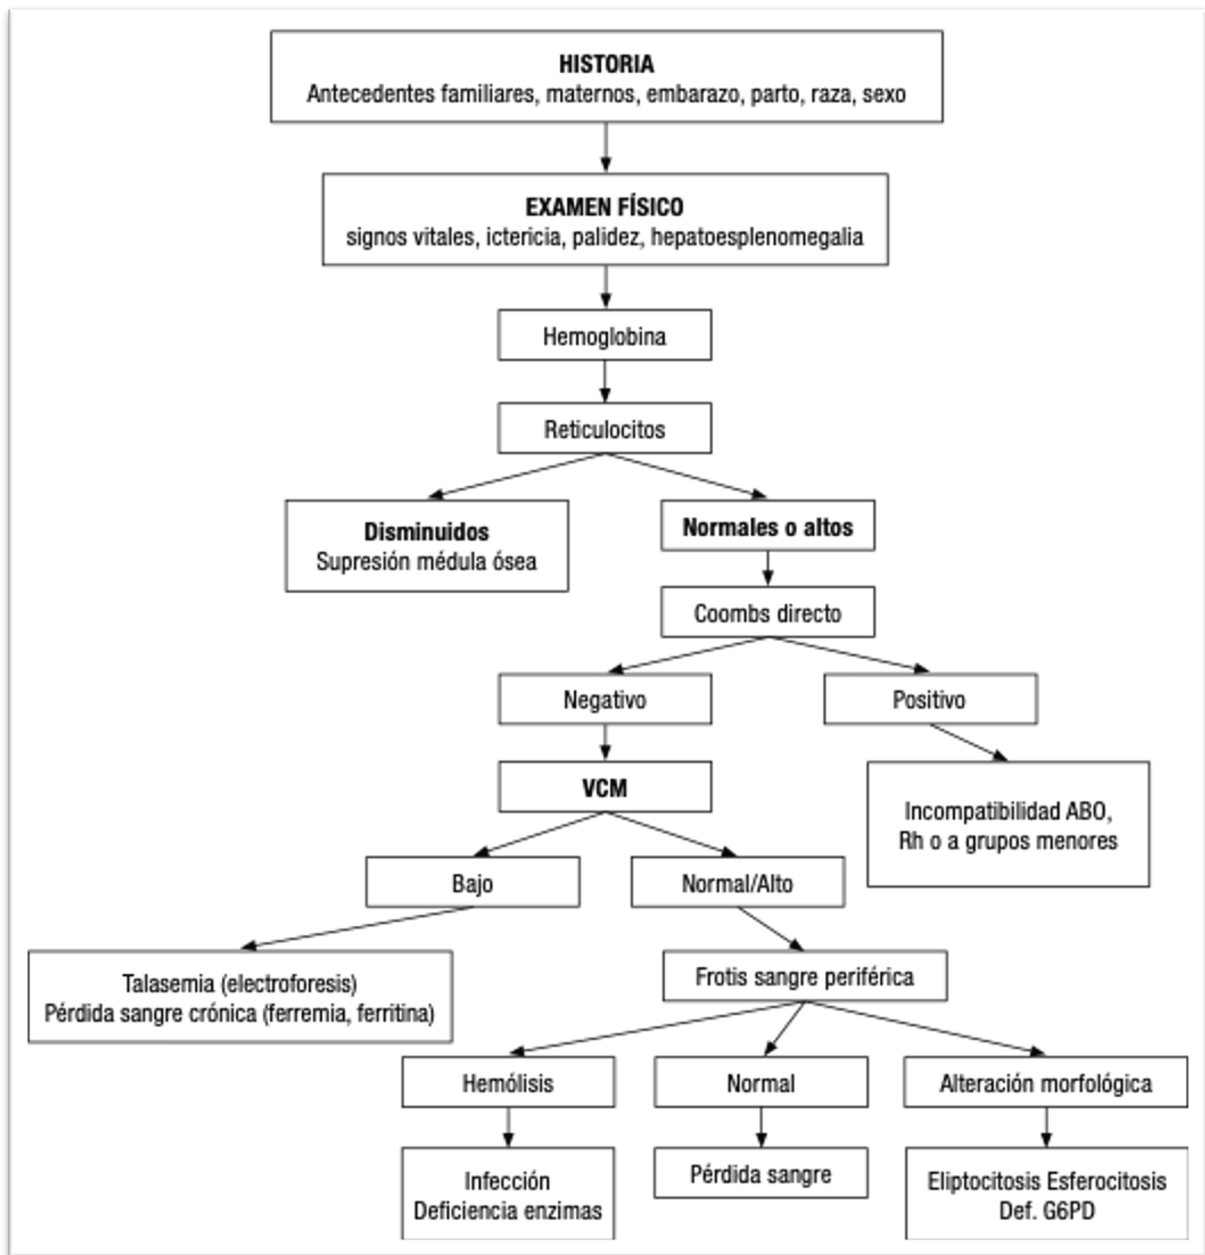 HISTORIA
Antecedentes familiares, maternos, embarazo, parto, raza, sexo
EXAMEN FÍSICO
signos vitales, ictericia, palidez, hepatoesplenomegalia
Hemoglobina
Reticulocitos
Disminuidos
Supresión médula ósea
Normales o altos
Coombs directo
Negativo
Positivo
VCM
Incompatibilidad ABO,
Rh o a grupos menores
Bajo
Normal/Alto
Talasemia (electroforesis)
Pérdida sangre crónica (ferremia, ferritina)
Frotis sangre periférica
Hemólisis
Normal
Alteración morfológica
Infección
Deficiencia enzimas
Pérdida sangre
Eliptocitosis Esferocitosis
Def. G6PD